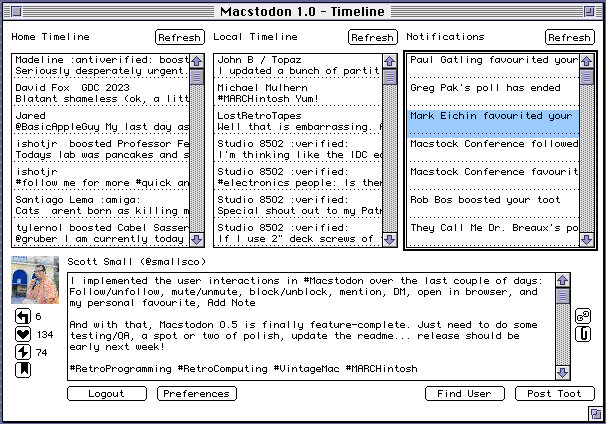 Macstodon 1.0 - Timeline
Home Timeline
Refresh
Madeline :antiverified: boost
Seriously desperately urgent.
David Fox  GDC 2023
Blatant shameless (ok, a litt
Jared
@BasicAppleGuy My last day as
ishotjr  boosted Professor Fe
Todays lab was pancakes and s
ishotjr
#follow me for more #quick an
Santiago Lema :amiga:
Cats  arent born as killing m
tylernol boosted Cabel Sasser
@gruber I am currently today
Local Timeline
Refresh
John B / Topaz
I updated a bunch of partit
Michael Mulhern
#MARCHintosh Yum!
LostRetroTapes
Well that is embarrassing.
Studio 8502 :verified:
I'm thinking like the IDC ed
Studio 8502 :verified:
#electronics people: Is ther
Studio 8502 :verified:
Special shout out to my Patr
Studio 8502 :verified:
If I use 2" deck screws of
Notifications
Refresh
Paul Gatling favourited your
Greg Pak's poll has ended
Mark Eichin favourited your
Macstock Conference followed
Macstock Conference favourit
Rob Bos boosted your toot
They Call Me Dr. Breaux's po
Scott Small (@smallsco)
I implemented the user interactions in #Macstodon over the last couple of days:
Follow/unfollow, mute/unmute, block/unblock, mention, DM, open in browser, and
my personal favourite, Add Note
And with that, Macstodon 0.5 is finally feature-complete. Just need to do some
testing/QA, a spot or two of polish, update the readme... release should be
early next week!
#RetroProgramming #RetroComputing #VintageMac #MARCHintosh
6
134
74
Logout
Preferences
Find User
Post Toot